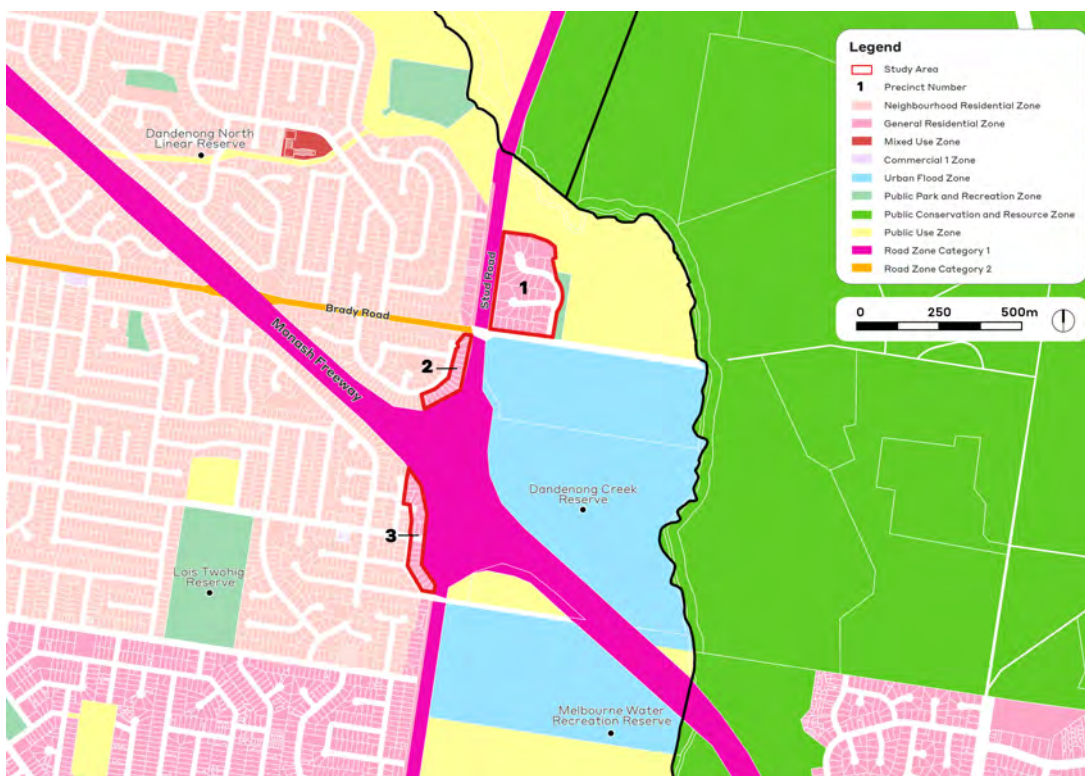 Legend
Study Area
1
Precinct Number
Neighbourhood Residential Zone
General Residential Zone
Mixed Use Zone
Commercial 1 Zone
Urban Flood Zone
Public Park and Recreation Zone
Public Conservation and Resource Zone
Public Use Zone
Road Zone Category 1
Road Zone Category 2
0 250 500m
Dandenong North
Linear Reserve
Stud Road
1
Brady Road
Monash Freeway
2
Dandenong Creek
Reserve
3
Lois Twohig
Reserve
Melbourne Water
Recreation Reserve